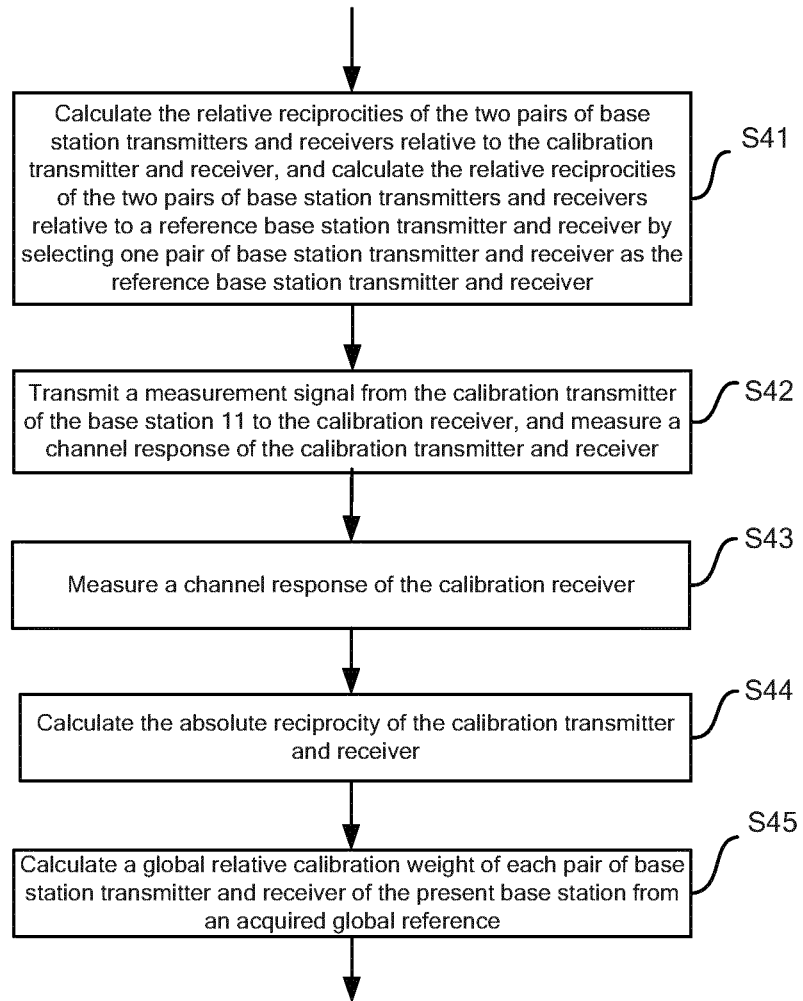 Calculate the relative reciprocities of the two pairs of base
station transmitters and receivers relative to the calibration
transmitter and receiver, and calculate the relative reciprocities
of the two pairs of base station transmitters and receivers
relative to a reference base station transmitter and receiver by
selecting one pair of base station transmitter and receiver as the
reference base station transmitter and receiver
S41
Transmit a measurement signal from the calibration transmitter
of the base station 11 to the calibration receiver, and measure a
channel response of the calibration transmitter and receiver
S42
Measure a channel response of the calibration receiver
S43
Calculate the absolute reciprocity of the calibration transmitter
and receiver
S44
Calculate a global relative calibration weight of each pair of base
station transmitter and receiver of the present base station from
an acquired global reference
S45